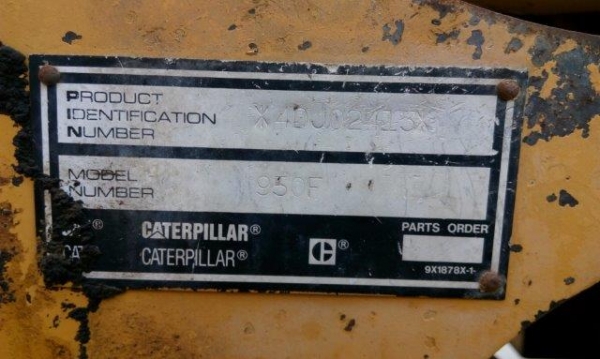 PRODUCT
IDENTIFICATION
NUMBER
MODEL
NUMBER
950F
CATERPILLAR®
CATERPILLAR®
C®
PARTS ORDER
9X1878X-1